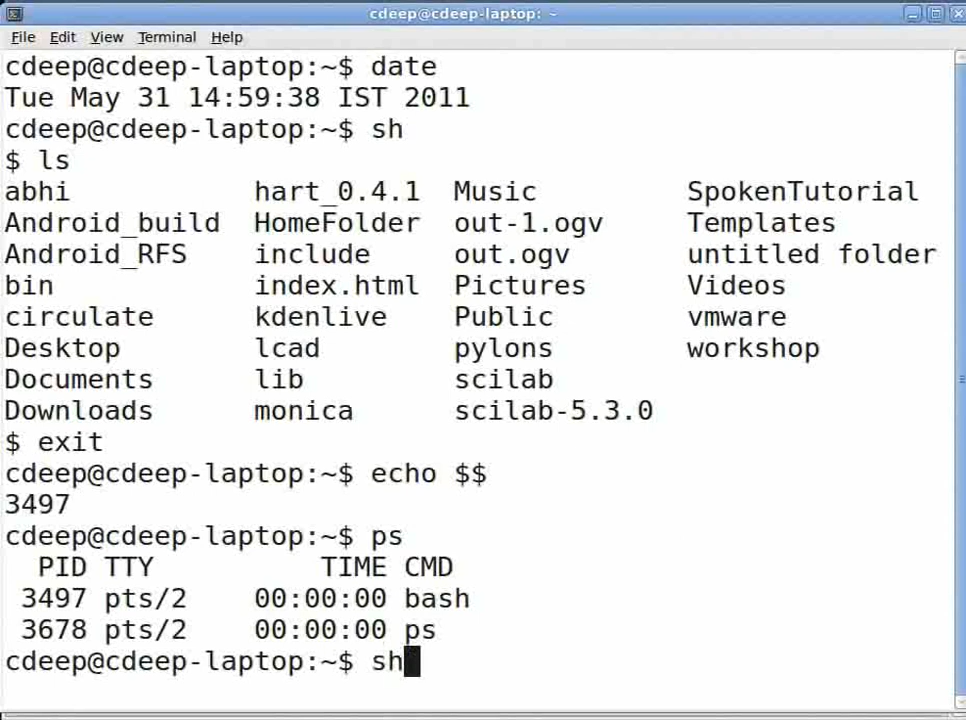 cdeep@cdeep-laptop: ~
File Edit View Terminal Help
cdeep@cdeep-laptop:~$ date
Tue May 31 14:59:38 IST 2011
cdeep@cdeep-laptop:~$ sh
$ ls
abhi hart_0.4.1 Music SpokenTutorial
Android_build HomeFolder out-1.ogv Templates
Android_RFS include out.ogv untitled folder
bin index.html Pictures Videos
circulate kdenlive Public vmware
Desktop lcad pylons workshop
Documents lib scilab
Downloads monica scilab-5.3.0
$ exit
cdeep@cdeep-laptop:~$ echo $$
3497
cdeep@cdeep-laptop:~$ ps
PID TTY TIME CMD
3497 pts/2 00:00:00 bash
3678 pts/2 00:00:00 ps
cdeep@cdeep-laptop:~$ sh